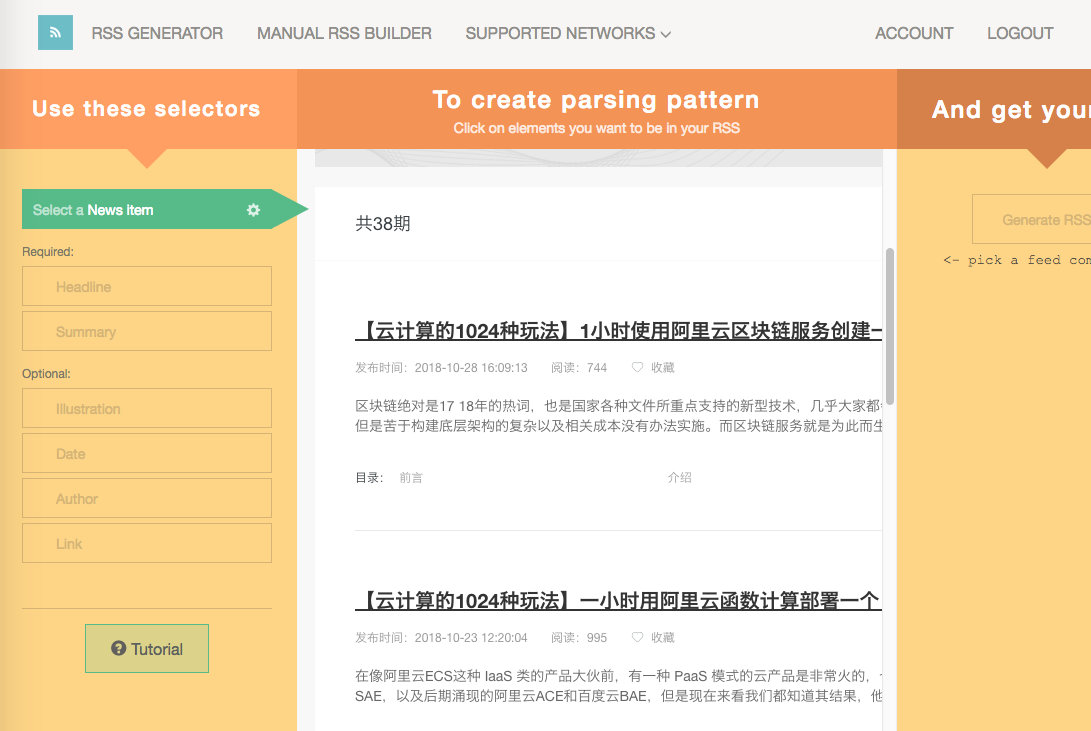 RSS GENERATOR MANUAL RSS BUILDER SUPPORTED NETWORKS ACCOUNT LOGOUT
Use these selectors
To create parsing pattern
Click on elements you want to be in your RSS
And get your
Select a News item
Required:
Headline
Summary
Optional:
Illustration
Date
Author
Link
Tutorial
共38期
【云计算的1024种玩法】1小时使用阿里云区块链服务创建一
发布时间：2018-10-28 16:09:13 阅读：744 收藏
区块链绝对是17 18年的热词，也是国家各种文件所重点支持的新型技术，几乎大家都
但是苦于构建底层架构的复杂以及相关成本没有办法实施。而区块链服务就是为此而生
目录： 前言 介绍
【云计算的1024种玩法】一小时用阿里云函数计算部署一个
发布时间：2018-10-23 12:20:04 阅读：995 收藏
在像阿里云ECS这种 IaaS 类的产品大伙前，有一种 PaaS 模式的云产品是非常火的，
SAE，以及后期涌现的阿里云ACE和百度云BAE，但是现在来看我们都知道其结果，他
Generate RSS
<- pick a feed com